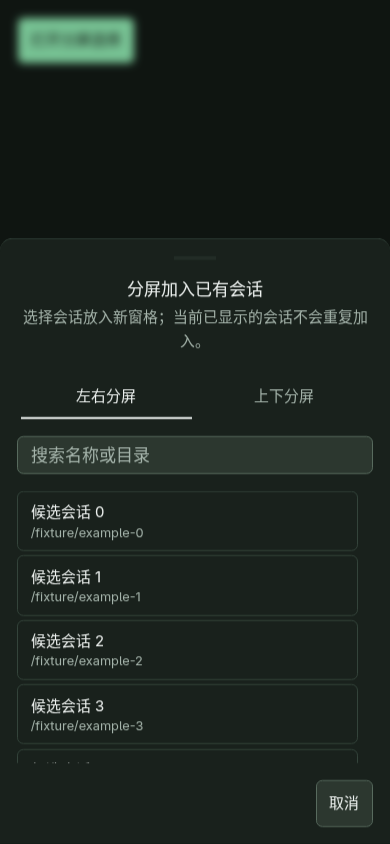 分屏加入已有会话
选择会话放入新窗格；当前已显示的会话不会重复加
入。
左右分屏
上下分屏
搜索名称或目录
候选会话 0
/fixture/example-0
候选会话 1
/fixture/example-1
候选会话 2
/fixture/example-2
候选会话 3
/fixture/example-3
取消